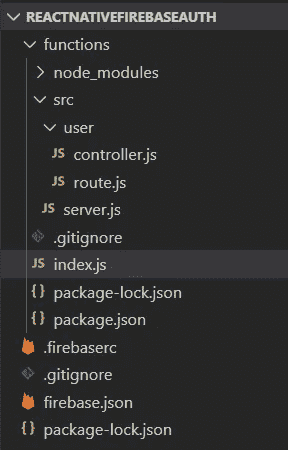 REACTNATIVEFIREBASEAUTH
functions
node_modules
src
user
JS controller.js
JS route.js
JS server.js
.gitignore
JS index.js
{} package-lock.json
{} package.json
.firebaserc
.gitignore
firebase.json
{} package-lock.json